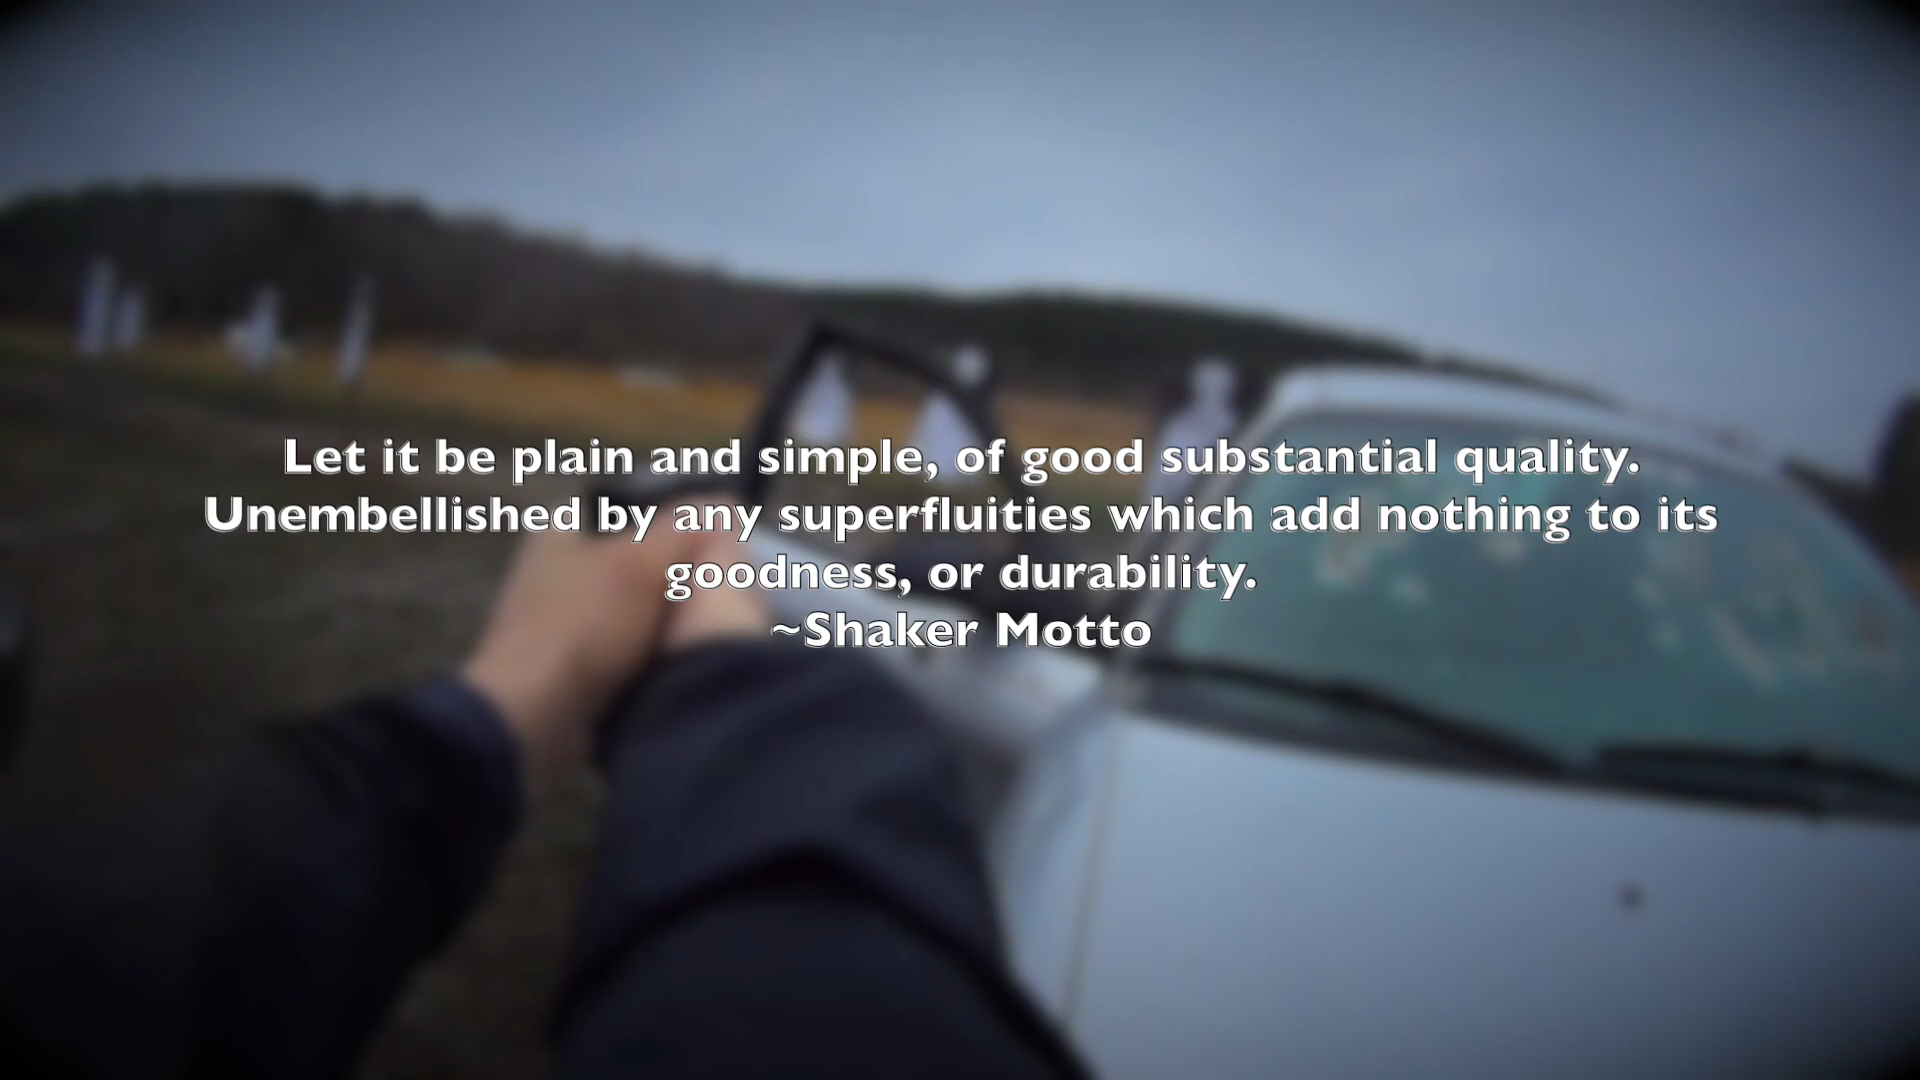 Let it be plain and simple, of good substantial quality.
Unembellished by any superfluities which add nothing to its
goodness, or durability.
~Shaker Motto